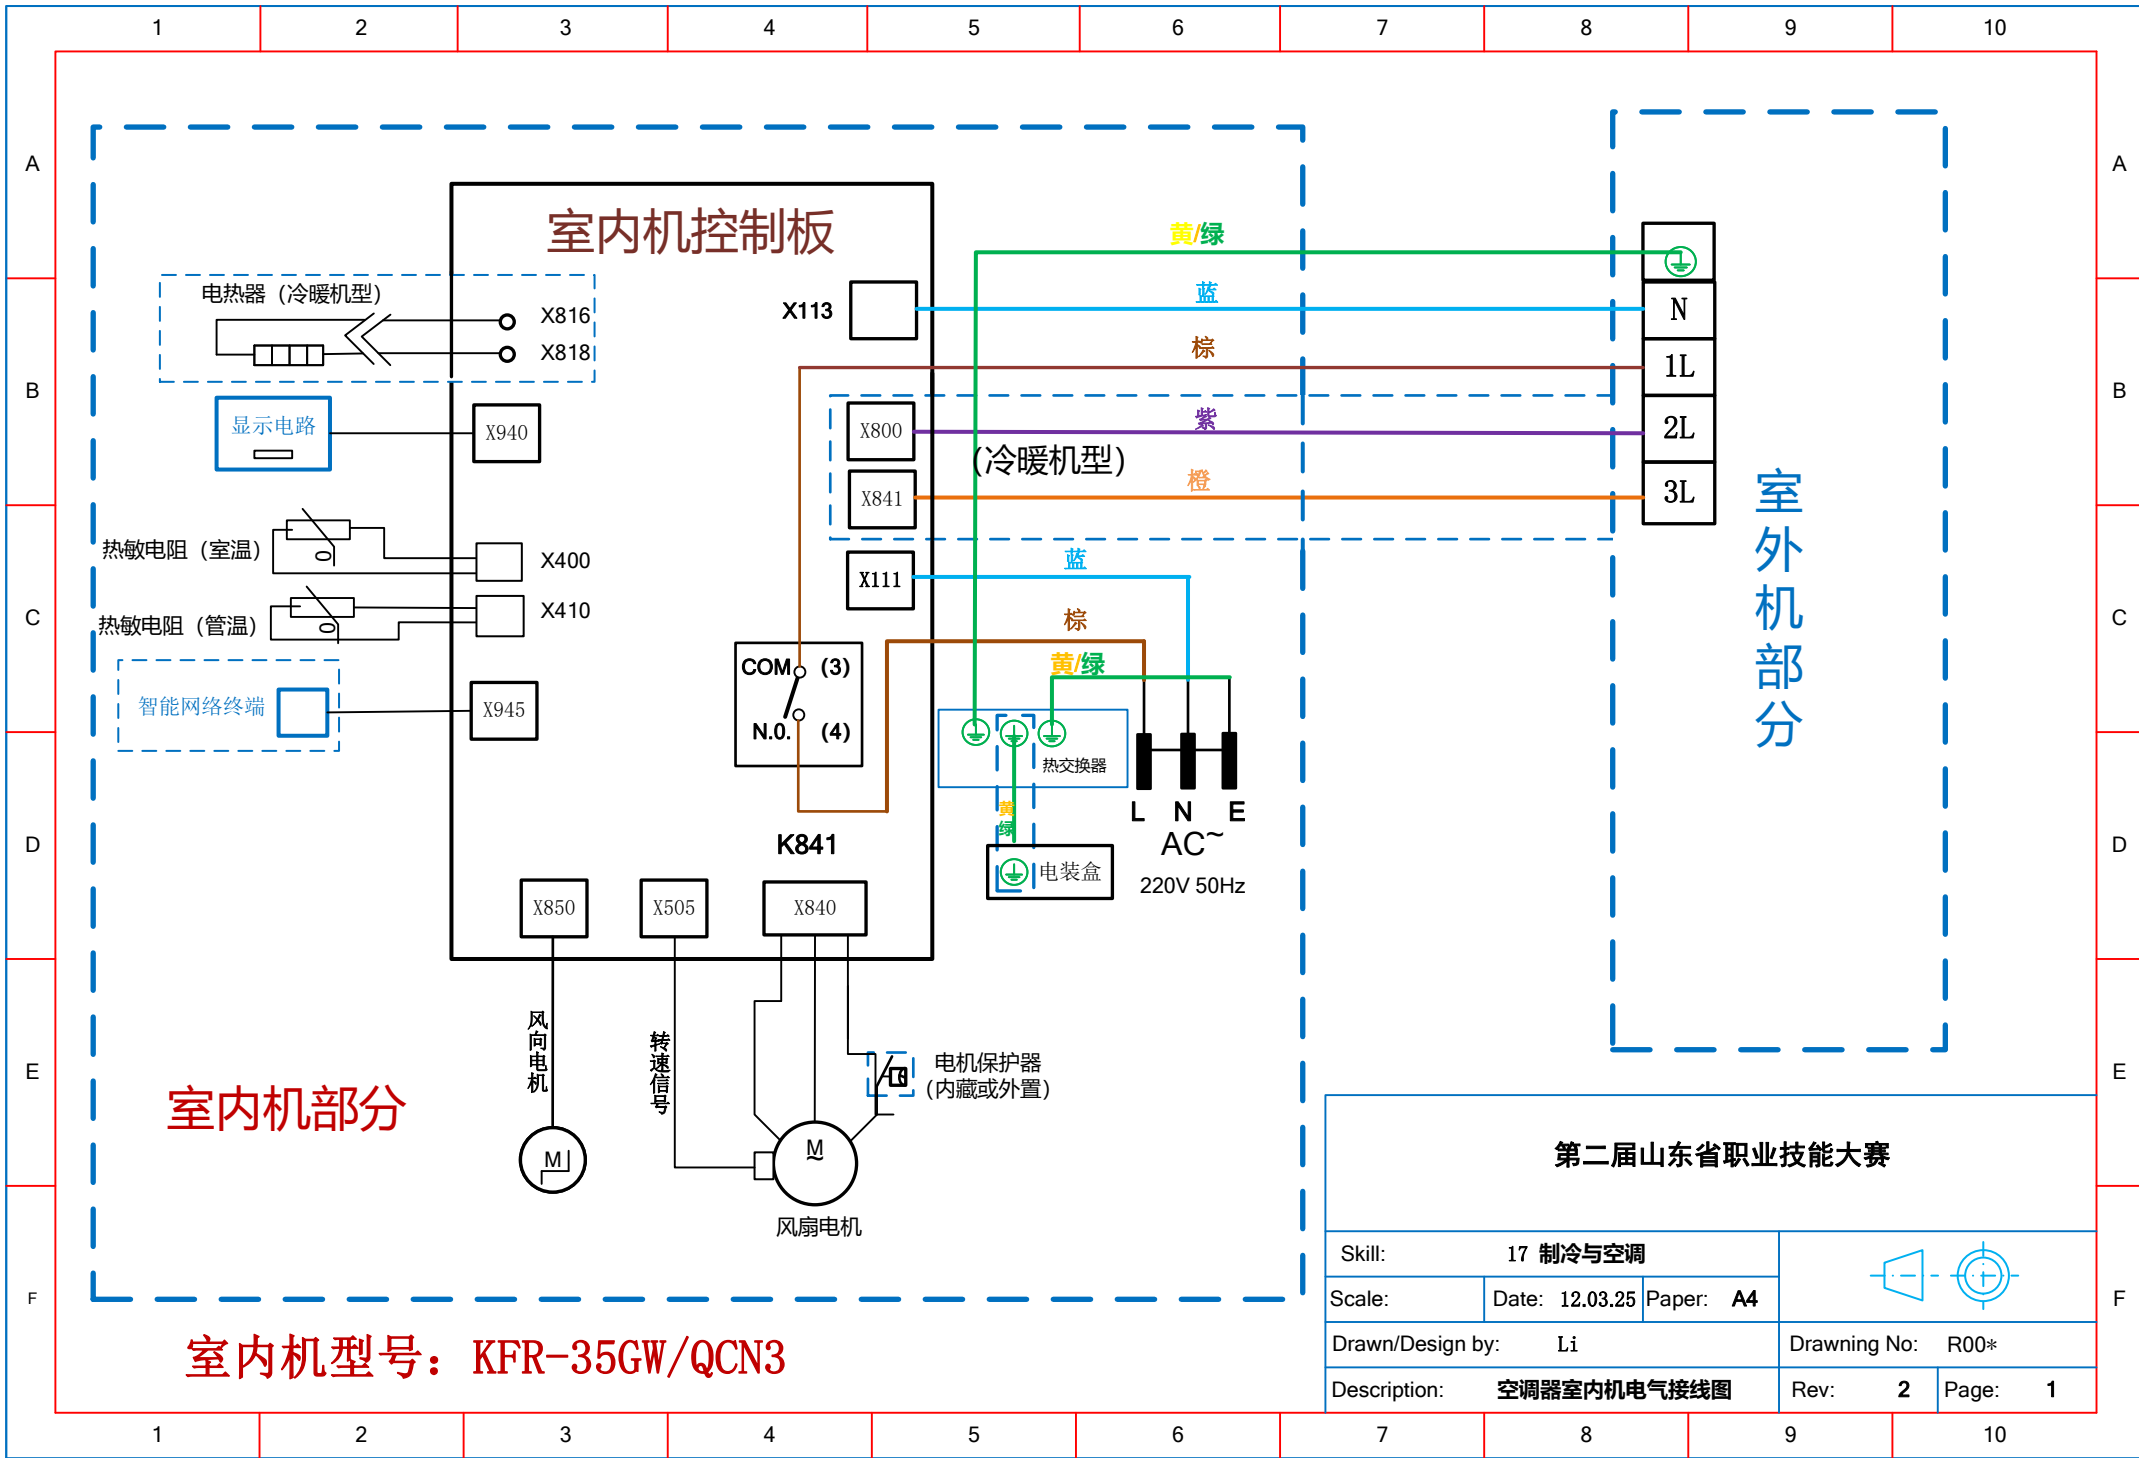 1 2 3 4 5 6 7 8 9 10
A A
室内机控制板
黄/绿
电热器（冷暖机型）
X816
X818
X113
蓝
N
棕
1L
B B
显示电路
X940
X800
紫
2L
(冷暖机型)
X841
橙
3L
室外机部分
热敏电阻（室温）
0
X400
X111
蓝
热敏电阻（管温）
0
X410
棕
C C
COM (3)
黄/绿
智能网络终端
X945
N.O. (4)
热交换器
黄绿
L N E
D D
K841
AC~
电装盒
220V 50Hz
X850
X505
X840
风向电机
转速信号
电机保护器
（内藏或外置）
E E
室内机部分
M
M
~
风扇电机
第二届山东省职业技能大赛
Skill: 17 制冷与空调
F F
Scale: Date: 12.03.25 Paper: A4
室内机型号：KFR-35GW/QCN3
Drawn/Design by: Li Drawning No: R00*
Description: 空调器室内机电气接线图 Rev: 2 Page: 1
1 2 3 4 5 6 7 8 9 10